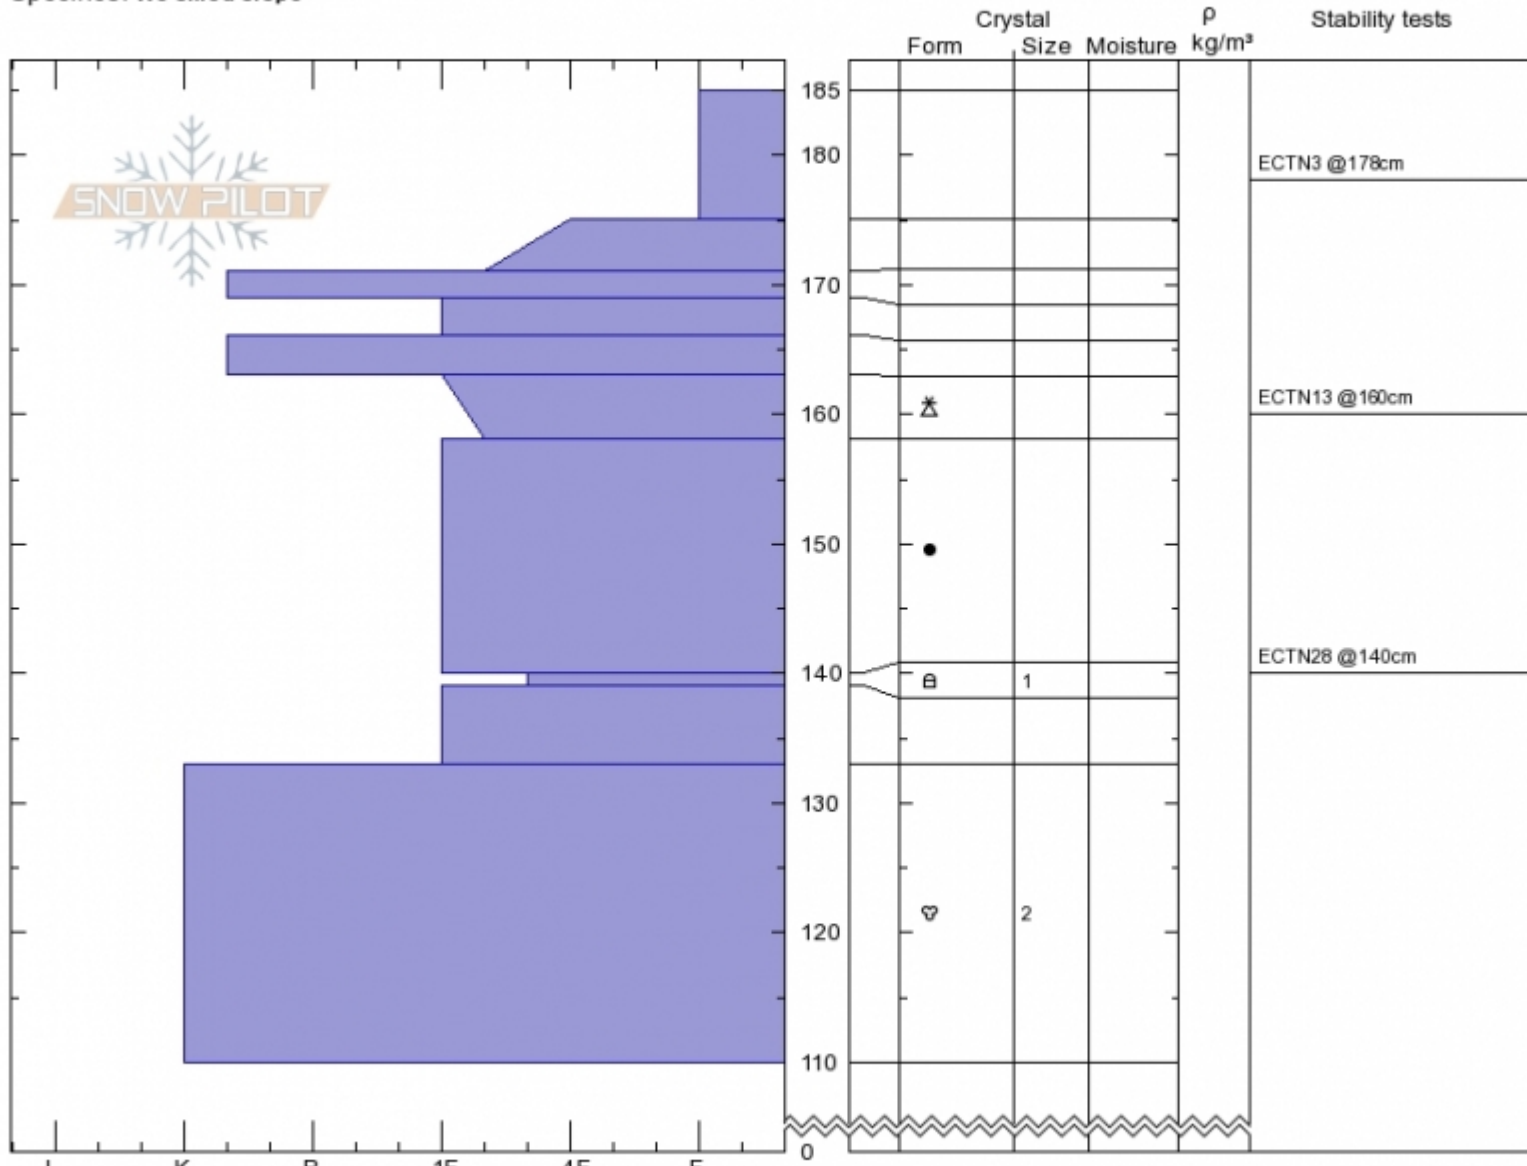 Crystal ρ Stability tests
Form Size Moisture kg/m³
185
180
ECTN3 @178cm
SNOW PILOT
170
160
ECTN13 @160cm
150
140
ECTN28 @140cm
1
130
120
2
110
0